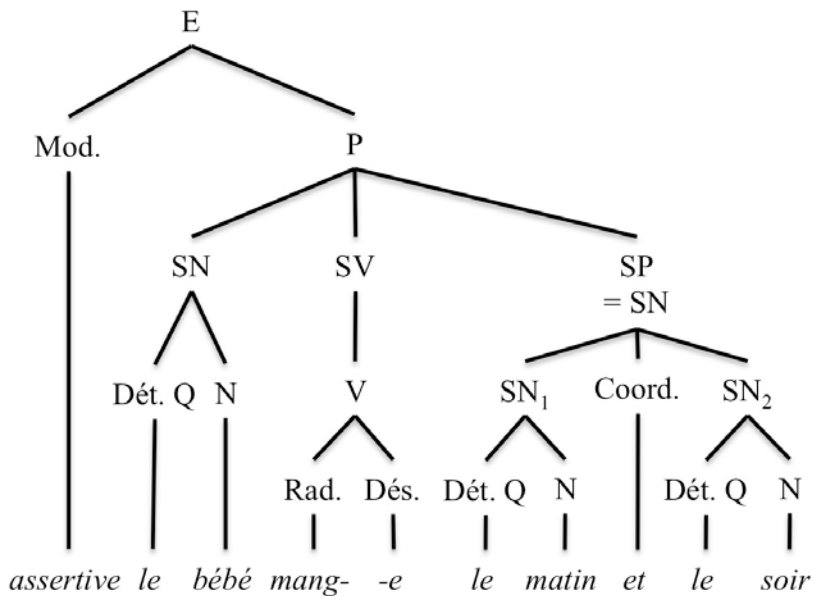 E
Mod. P
SN SV SP
= SN
Dét. Q N V SN₁ Coord. SN₂
Rad. Dés. Dét. Q N Dét. Q N
assertive le bébé mang- -e le matin et le soir